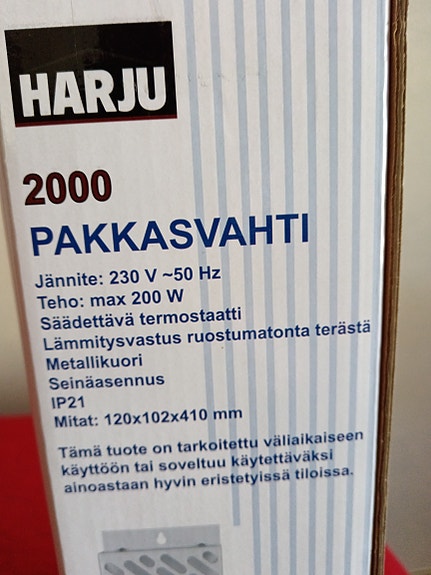 HARJU
2000
PAKKASVAHTI
Jännite: 230 V ~50 Hz
Teho: max 200 W
Säädettävä termostaatti
Lämmitysvastus ruostumatonta terästä
Metallikuori
Seinäasennus
IP21
Mitat: 120x102x410 mm
Tämä tuote on tarkoitettu väliaikaiseen
käyttöön tai soveltuu käytettäväksi
ainoastaan hyvin eristetyissä tiloissa.